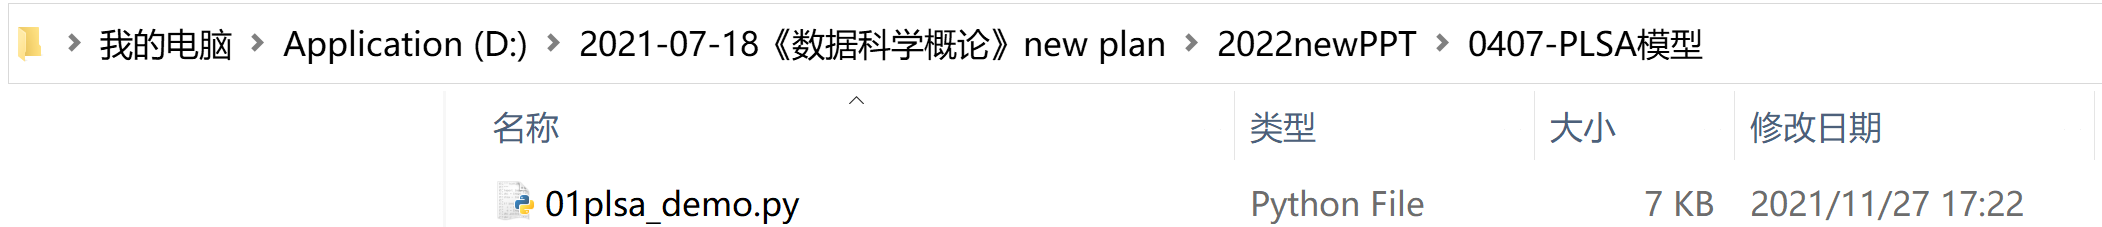 我的电脑 Application (D:) 2021-07-18《数据科学概论》new plan 2022newPPT 0407-PLSA模型
名称 类型 大小 修改日期
01plsa_demo.py Python File 7 KB 2021/11/27 17:22